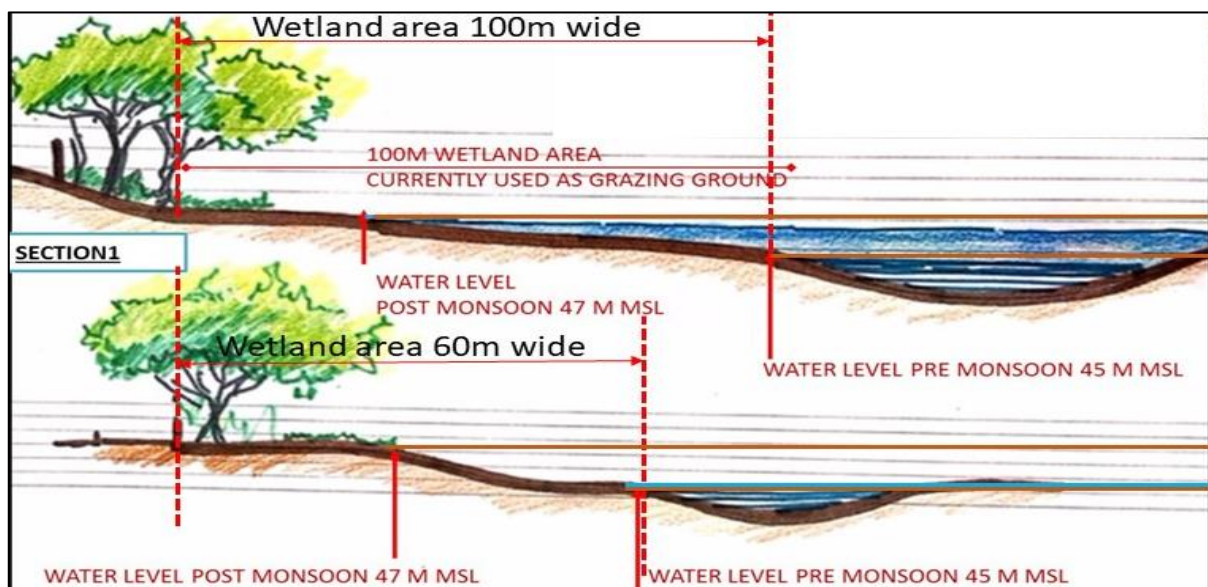 Wetland area 100m wide
100M WETLAND AREA
CURRENTLY USED AS GRAZING GROUND
SECTION1
WATER LEVEL
POST MONSOON 47 M MSL
WATER LEVEL PRE MONSOON 45 M MSL
Wetland area 60m wide
WATER LEVEL POST MONSOON 47 M MSL
WATER LEVEL PRE MONSOON 45 M MSL